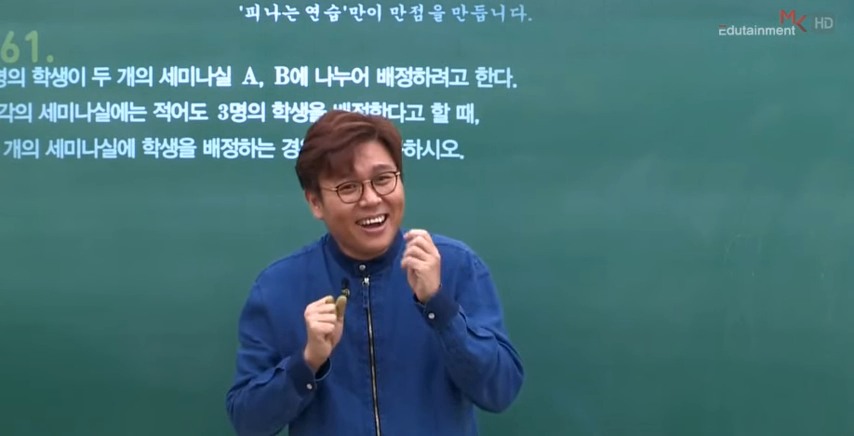 '피나는 연습'만이 만점을 만듭니다.
MK
Edutainment HD
61.
명의 학생이 두 개의 세미나실 A, B에 나누어 배정하려고 한다.
각의 세미나실에는 적어도 3명의 학생을 배정한다고 할 때,
개의 세미나실에 학생을 배정하는 하시오.